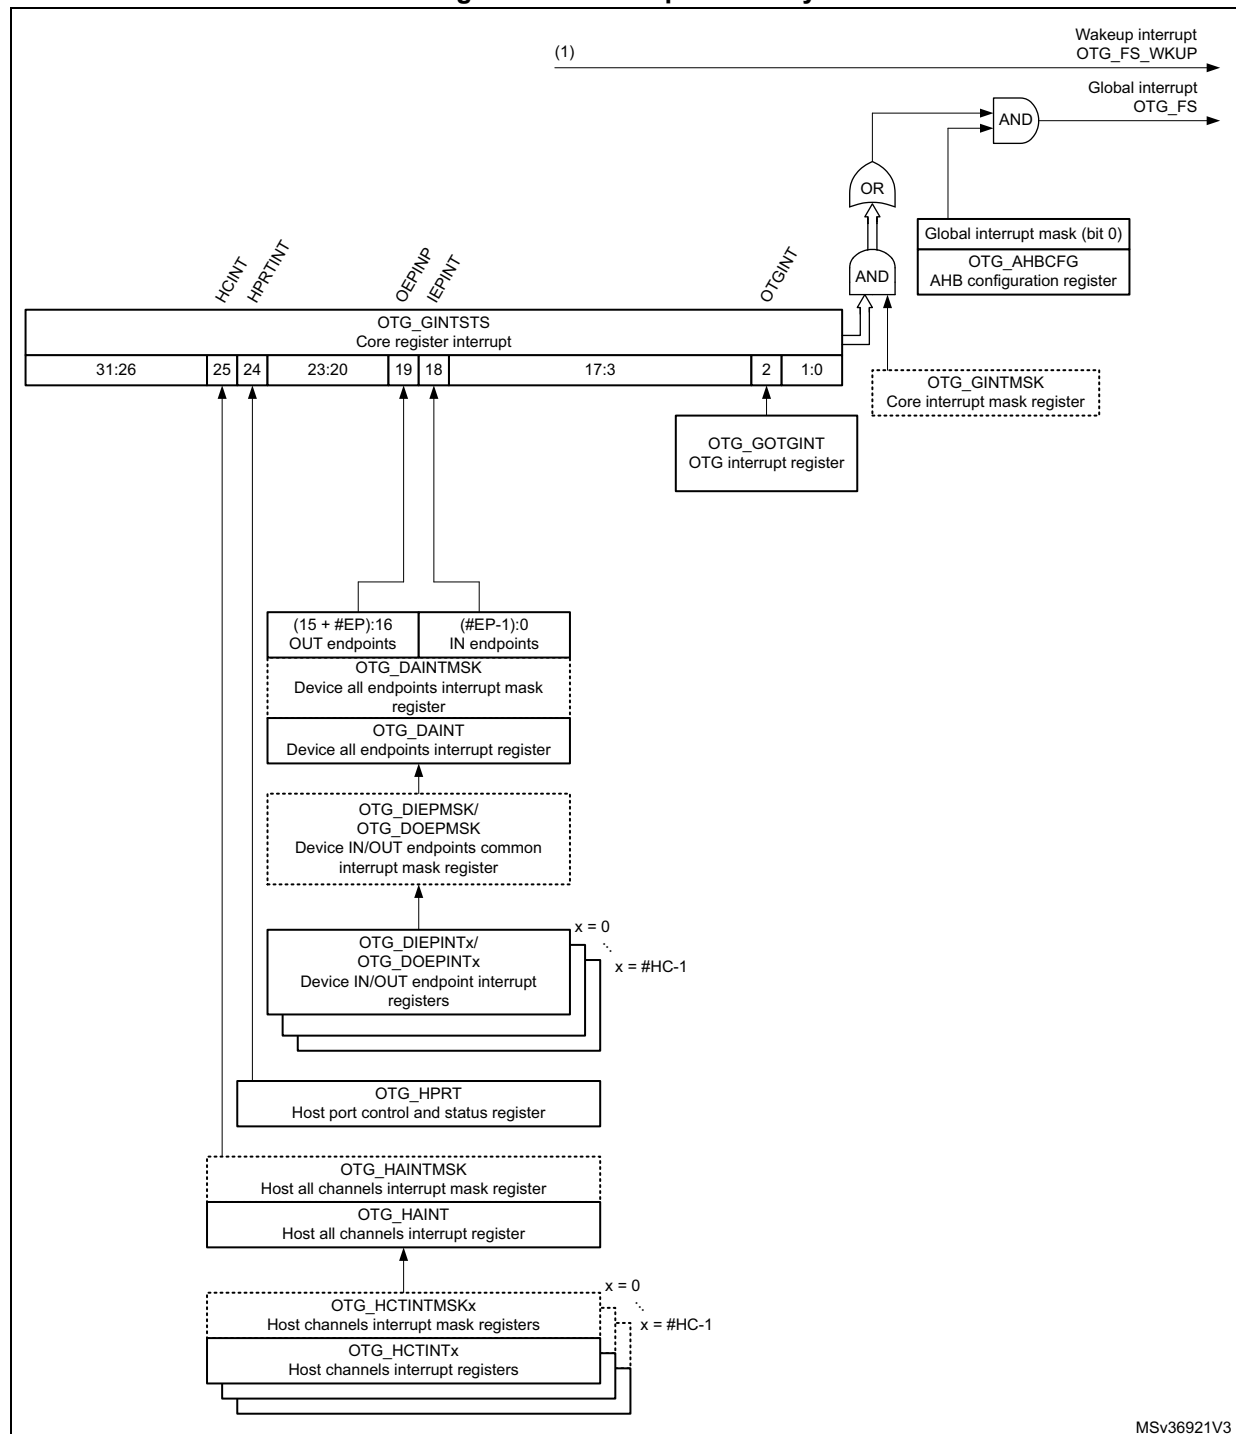 (1)
Wakeup interrupt
OTG_FS_WKUP
Global interrupt
OTG_FS
AND
OR
Global interrupt mask (bit 0)
OTG_AHBCFG
AHB configuration register
AND
HCINT
HPRTINT
OEPINP
IEPINT
OTGINT
OTG_GINTSTS
Core register interrupt
31:26 25 24 23:20 19 18 17:3 2 1:0
OTG_GINTMSK
Core interrupt mask register
OTG_GOTGINT
OTG interrupt register
(15 + #EP):16
OUT endpoints
(#EP-1):0
IN endpoints
OTG_DAINTMSK
Device all endpoints interrupt mask
register
OTG_DAINT
Device all endpoints interrupt register
OTG_DIEPMSK/
OTG_DOEPMSK
Device IN/OUT endpoints common
interrupt mask register
x = 0
x = #HC-1
OTG_DIEPINTx/
OTG_DOEPINTx
Device IN/OUT endpoint interrupt
registers
OTG_HPRT
Host port control and status register
OTG_HAINTMSK
Host all channels interrupt mask register
OTG_HAINT
Host all channels interrupt register
x = 0
x = #HC-1
OTG_HCTINTMSKx
Host channels interrupt mask registers
OTG_HCTINTx
Host channels interrupt registers
MSv36921V3